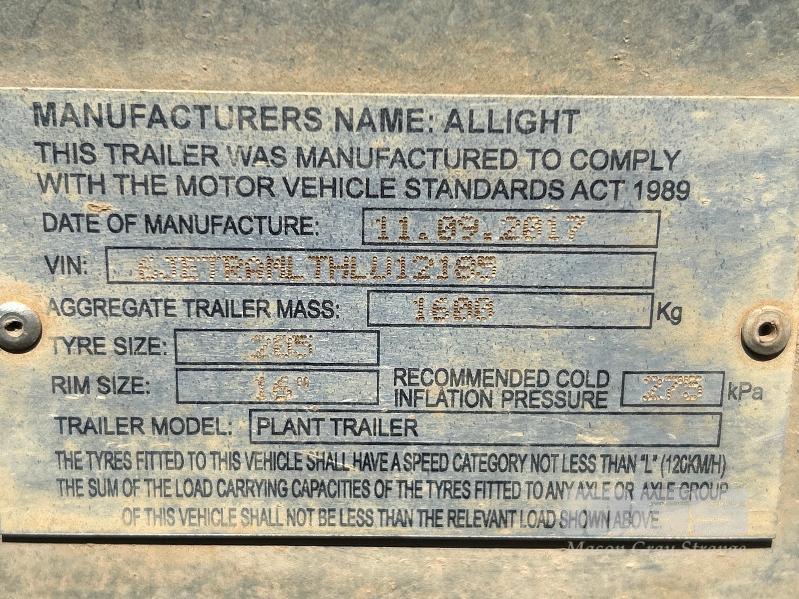 MANUFACTURERS NAME: ALLIGHT
THIS TRAILER WAS MANUFACTURED TO COMPLY
WITH THE MOTOR VEHICLE STANDARDS ACT 1989
DATE OF MANUFACTURE: 11.09.2017
VIN: 6JETRAMLTHLU12105
AGGREGATE TRAILER MASS: 1600 Kg
TYRE SIZE: 205
RIM SIZE: 16" RECOMMENDED COLD INFLATION PRESSURE 275 kPa
TRAILER MODEL: PLANT TRAILER
THE TYRES FITTED TO THIS VEHICLE SHALL HAVE A SPEED CATEGORY NOT LESS THAN "L" (120KM/H)
THE SUM OF THE LOAD CARRYING CAPACITIES OF THE TYRES FITTED TO ANY AXLE OR AXLE GROUP
OF THIS VEHICLE SHALL NOT BE LESS THAN THE RELEVANT LOAD SHOWN ABOVE.
Mason Gray Strange